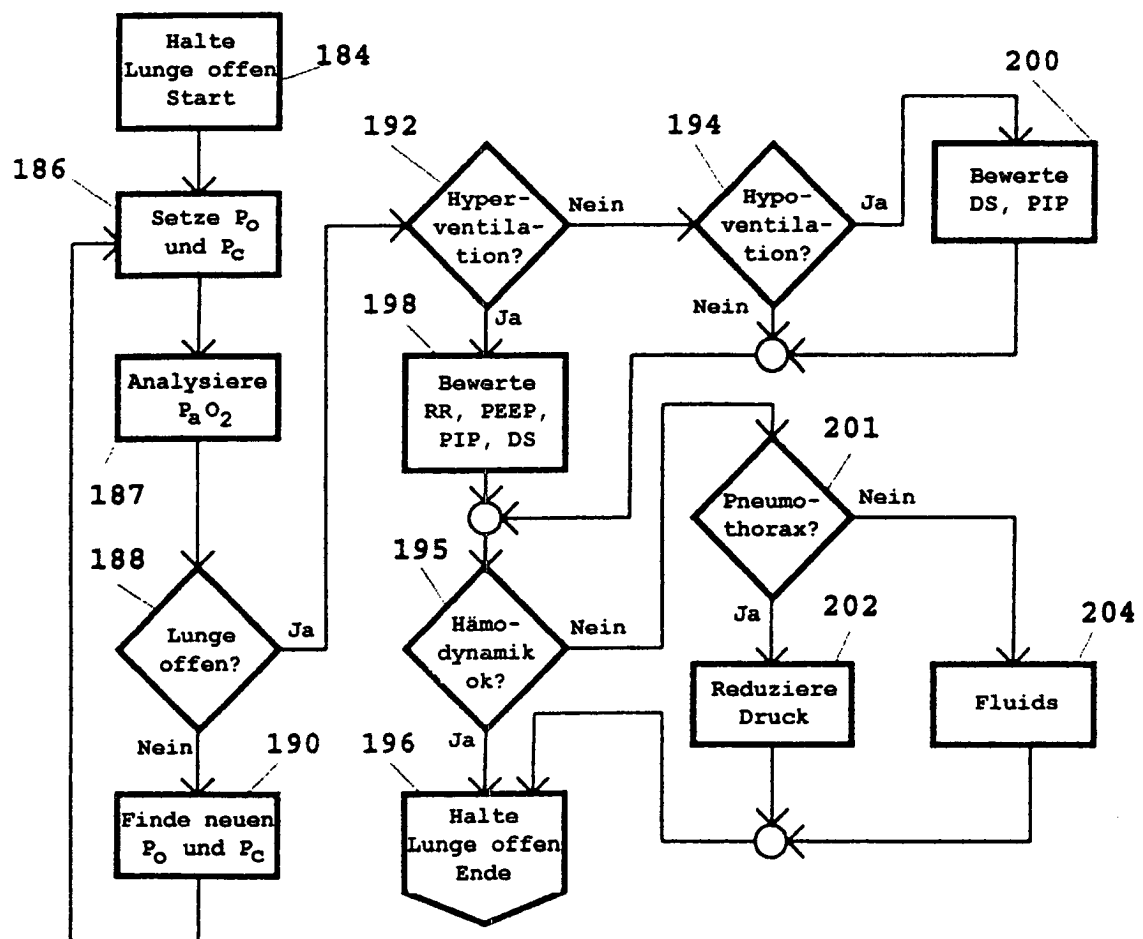 Halte
Lunge offen
Start
184
186
Setze Po
und Pc
Analysiere
PaO2
187
188
Lunge
offen?
Ja
Nein
190
Finde neuen
Po und Pc
192
Hyper-
ventila-
tion?
Nein
Ja
194
Hypo-
ventila-
tion?
Ja
Nein
200
Bewerte
DS, PIP
198
Bewerte
RR, PEEP,
PIP, DS
195
Hämo-
dynamik
ok?
Nein
Ja
201
Pneumo-
thorax?
Nein
Ja
202
Reduziere
Druck
204
Fluids
196
Halte
Lunge offen
Ende